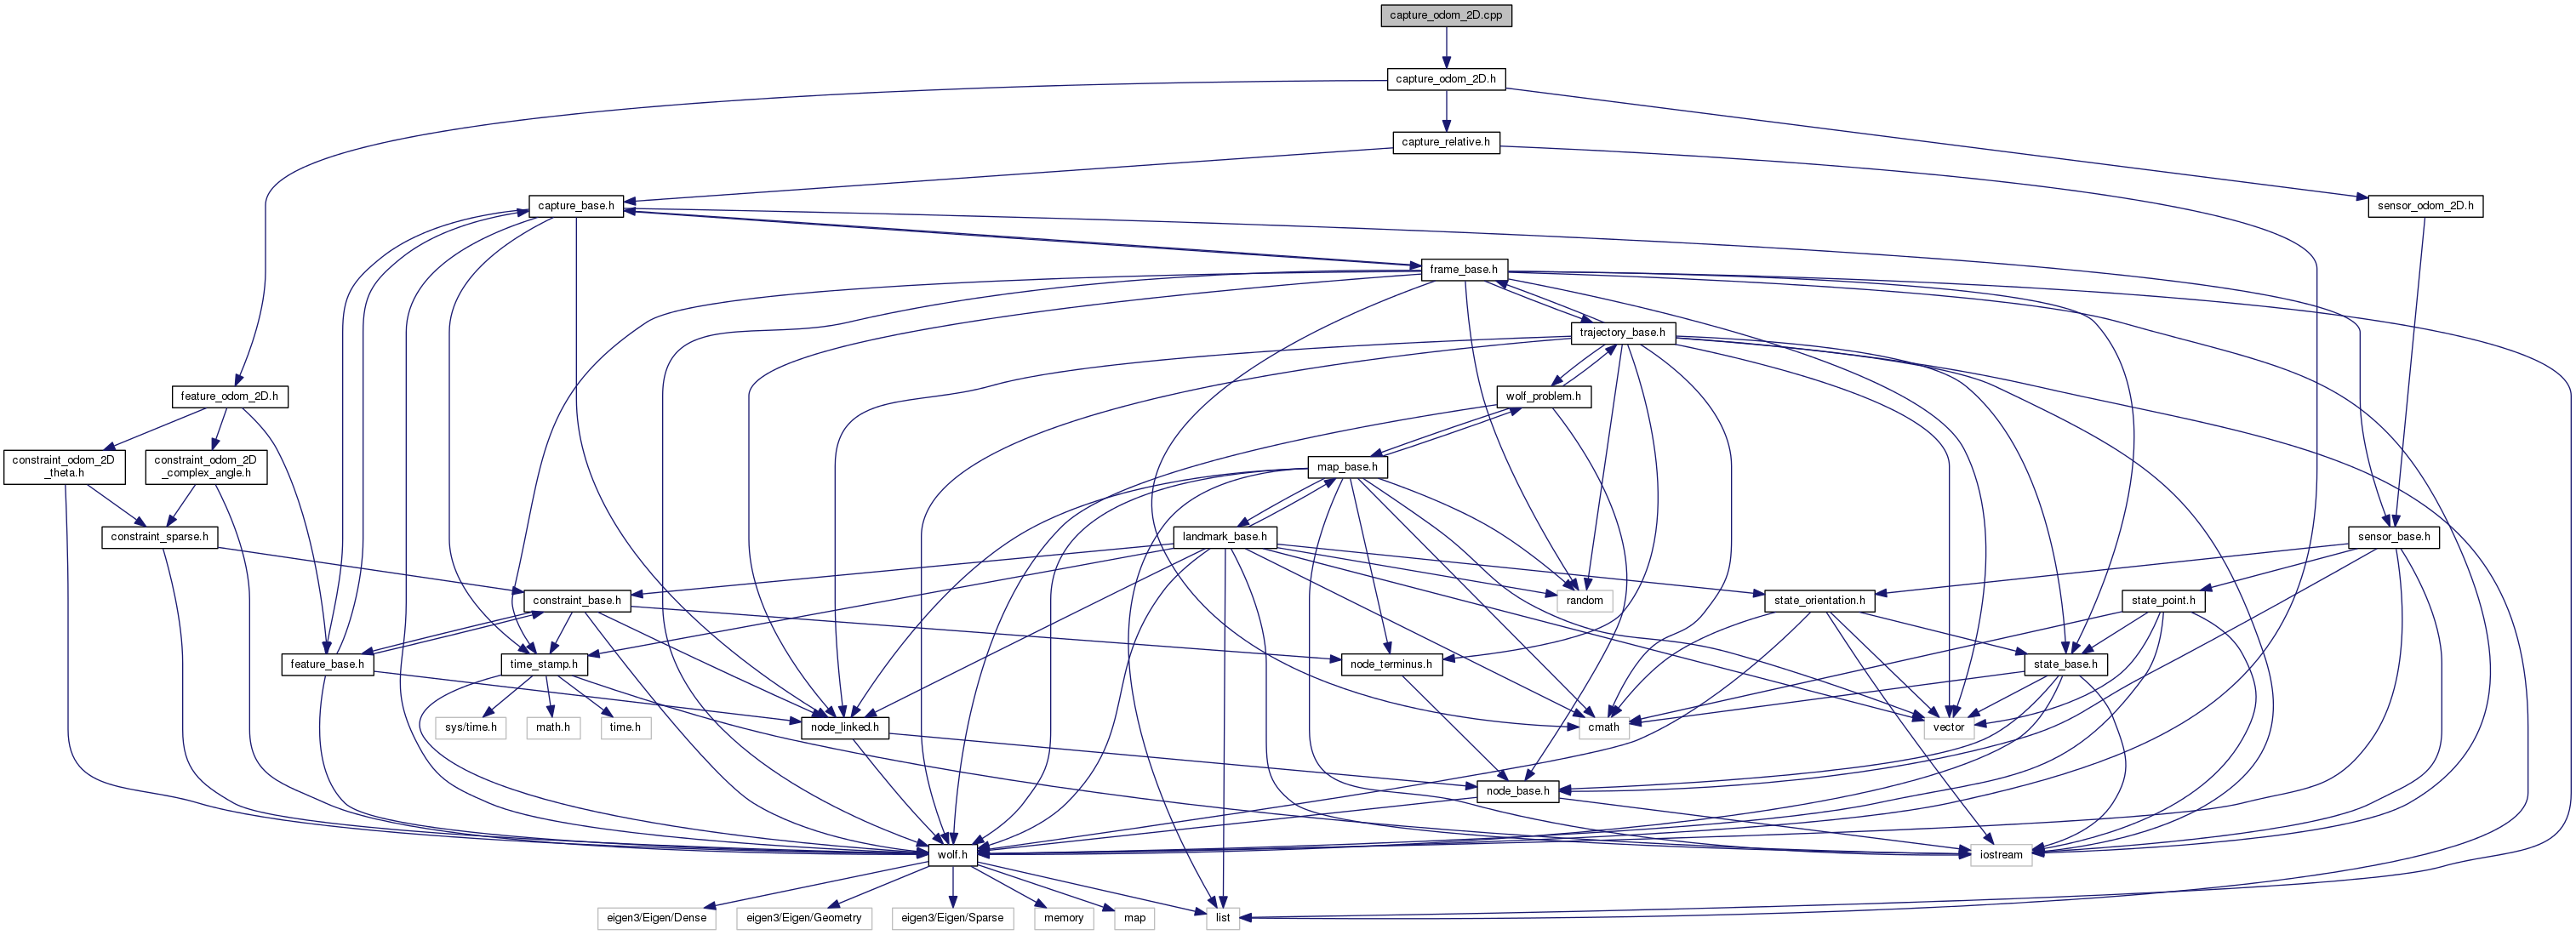 capture_odom_2D.cpp
capture_odom_2D.h
capture_relative.h
capture_base.h
sensor_odom_2D.h
frame_base.h
trajectory_base.h
feature_odom_2D.h
wolf_problem.h
constraint_odom_2D
_theta.h
constraint_odom_2D
_complex_angle.h
map_base.h
constraint_sparse.h
landmark_base.h
sensor_base.h
constraint_base.h
random
state_orientation.h
state_point.h
feature_base.h
time_stamp.h
node_terminus.h
state_base.h
sys/time.h
math.h
time.h
node_linked.h
cmath
vector
node_base.h
wolf.h
iostream
eigen3/Eigen/Dense
eigen3/Eigen/Geometry
eigen3/Eigen/Sparse
memory
map
list